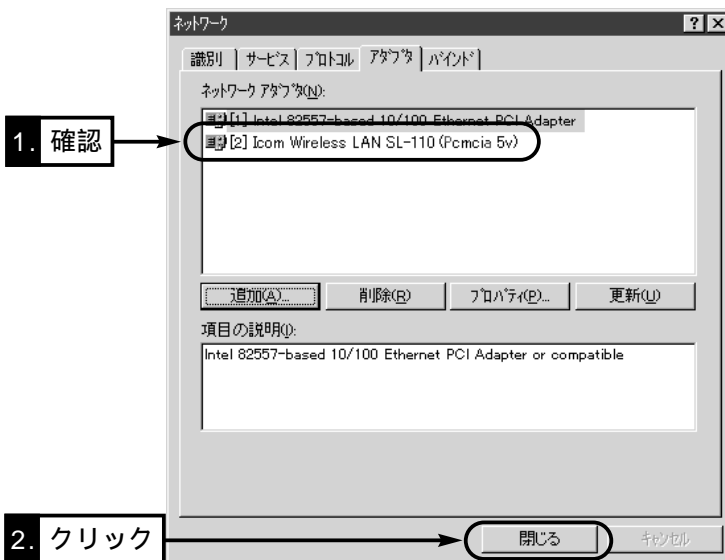 ネットワーク
識別 サービス プロトコル アダプタ バインド
ネットワーク アダプタ(N):
[1] Intel 82557-based 10/100 Ethernet PCI Adapter
1. 確認
[2] Icom Wireless LAN SL-110 (Pcmcia 5v)
追加(A)... 削除(R) プロパティ(P)... 更新(U)
項目の説明(I):
Intel 82557-based 10/100 Ethernet PCI Adapter or compatible
2. クリック
閉じる キャンセル